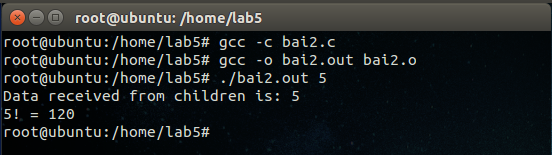 root@ubuntu: /home/lab5
root@ubuntu:/home/lab5# gcc -c bai2.c
root@ubuntu:/home/lab5# gcc -o bai2.out bai2.o
root@ubuntu:/home/lab5# ./bai2.out 5
Data received from children is: 5
5! = 120
root@ubuntu:/home/lab5#